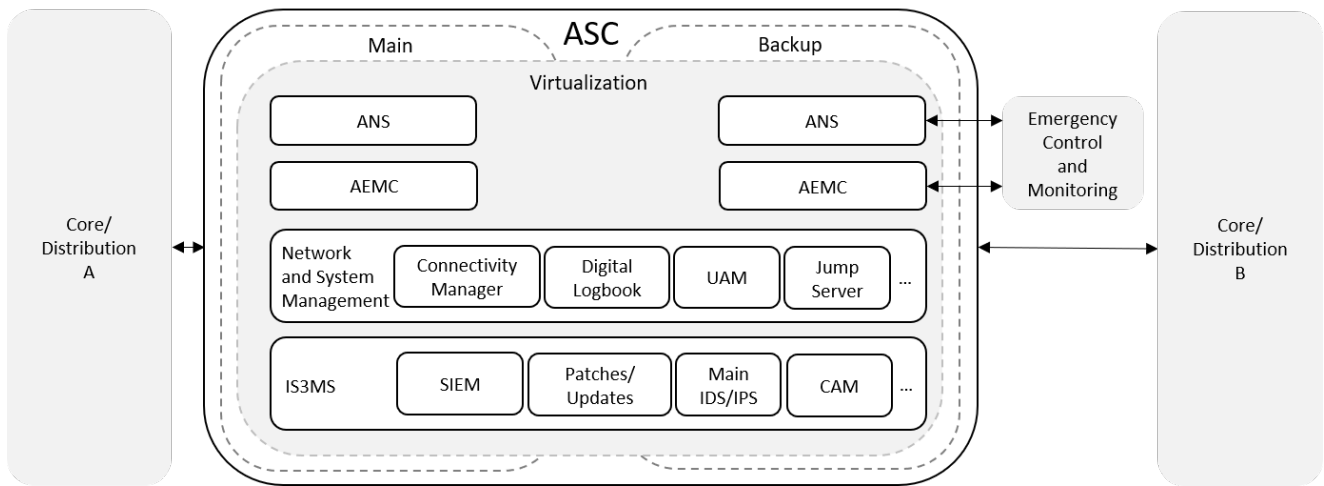 ASC
Main
Backup
Virtualization
ANS
ANS
AEMC
AEMC
Emergency
Control
and
Monitoring
Core/
Distribution
A
Core/
Distribution
B
Network
and System
Management
Connectivity
Manager
Digital
Logbook
UAM
Jump
Server
...
IS3MS
SIEM
Patches/
Updates
Main
IDS/IPS
CAM
...